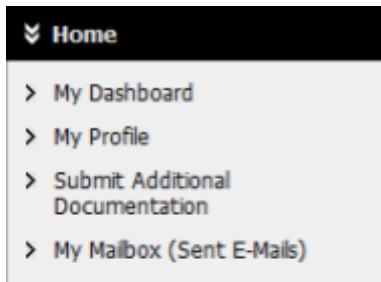 Home
My Dashboard
My Profile
Submit Additional
Documentation
My Mailbox (Sent E-Mails)